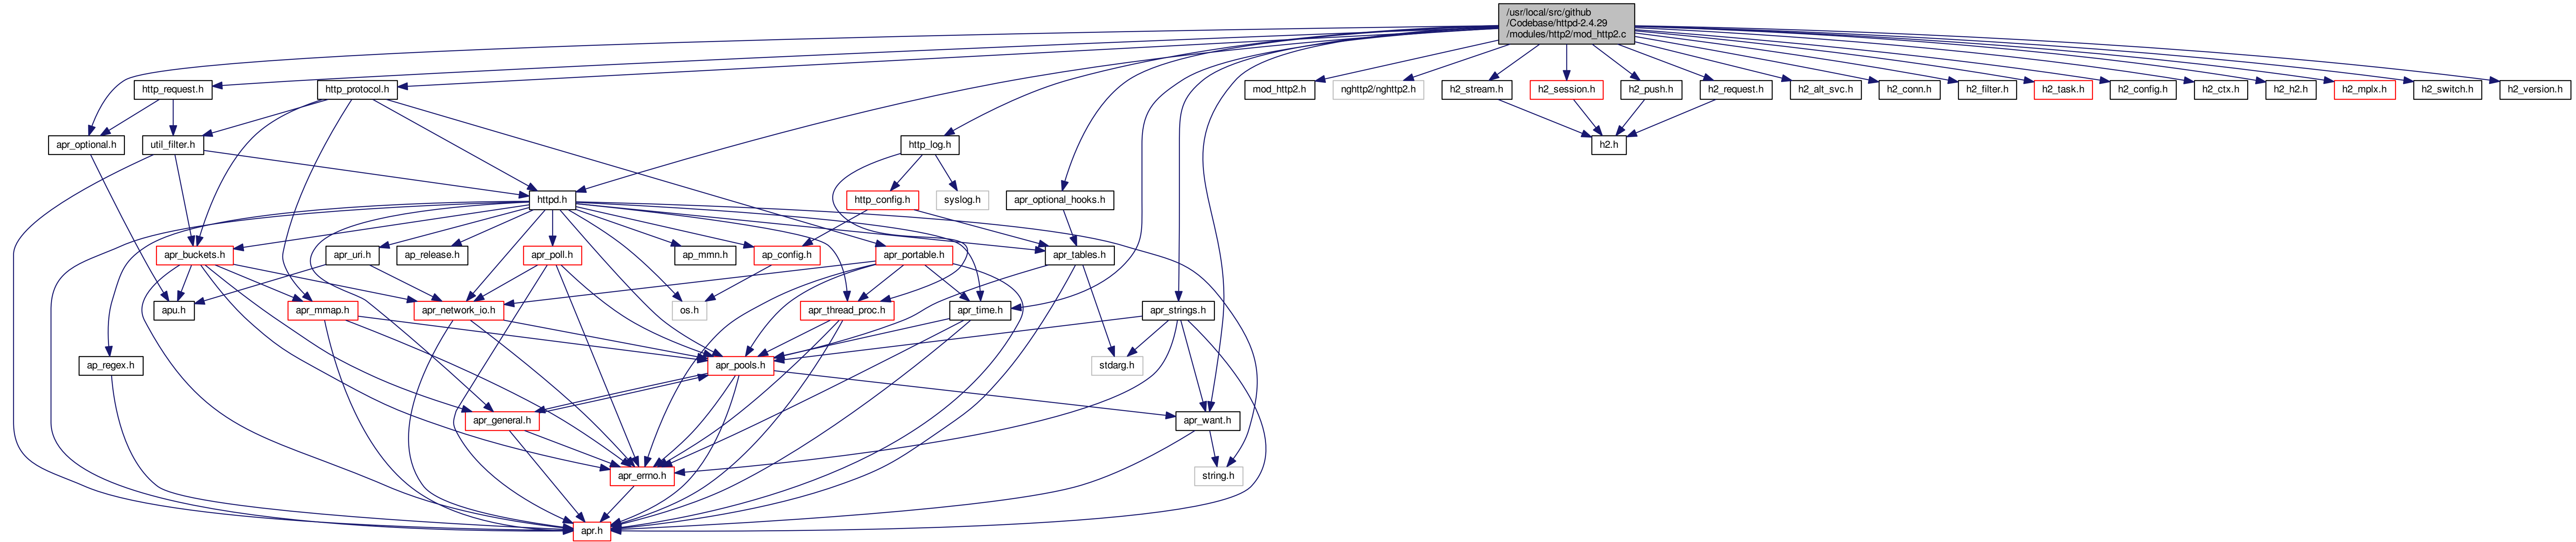 /usr/local/src/github
/Codebase/httpd-2.4.29
/modules/http2/mod_http2.c
http_request.h
http_protocol.h
mod_http2.h
nghttp2/nghttp2.h
h2_stream.h
h2_session.h
h2_push.h
h2_request.h
h2_alt_svc.h
h2_conn.h
h2_filter.h
h2_task.h
h2_config.h
h2_ctx.h
h2_h2.h
h2_mplx.h
h2_switch.h
h2_version.h
apr_optional.h
util_filter.h
http_log.h
h2.h
httpd.h
http_config.h
syslog.h
apr_optional_hooks.h
apr_buckets.h
apr_uri.h
ap_release.h
apr_poll.h
ap_mmn.h
ap_config.h
apr_portable.h
apr_tables.h
apu.h
apr_mmap.h
apr_network_io.h
os.h
apr_thread_proc.h
apr_time.h
apr_strings.h
ap_regex.h
apr_pools.h
stdarg.h
apr_general.h
apr_want.h
apr_errno.h
string.h
apr.h